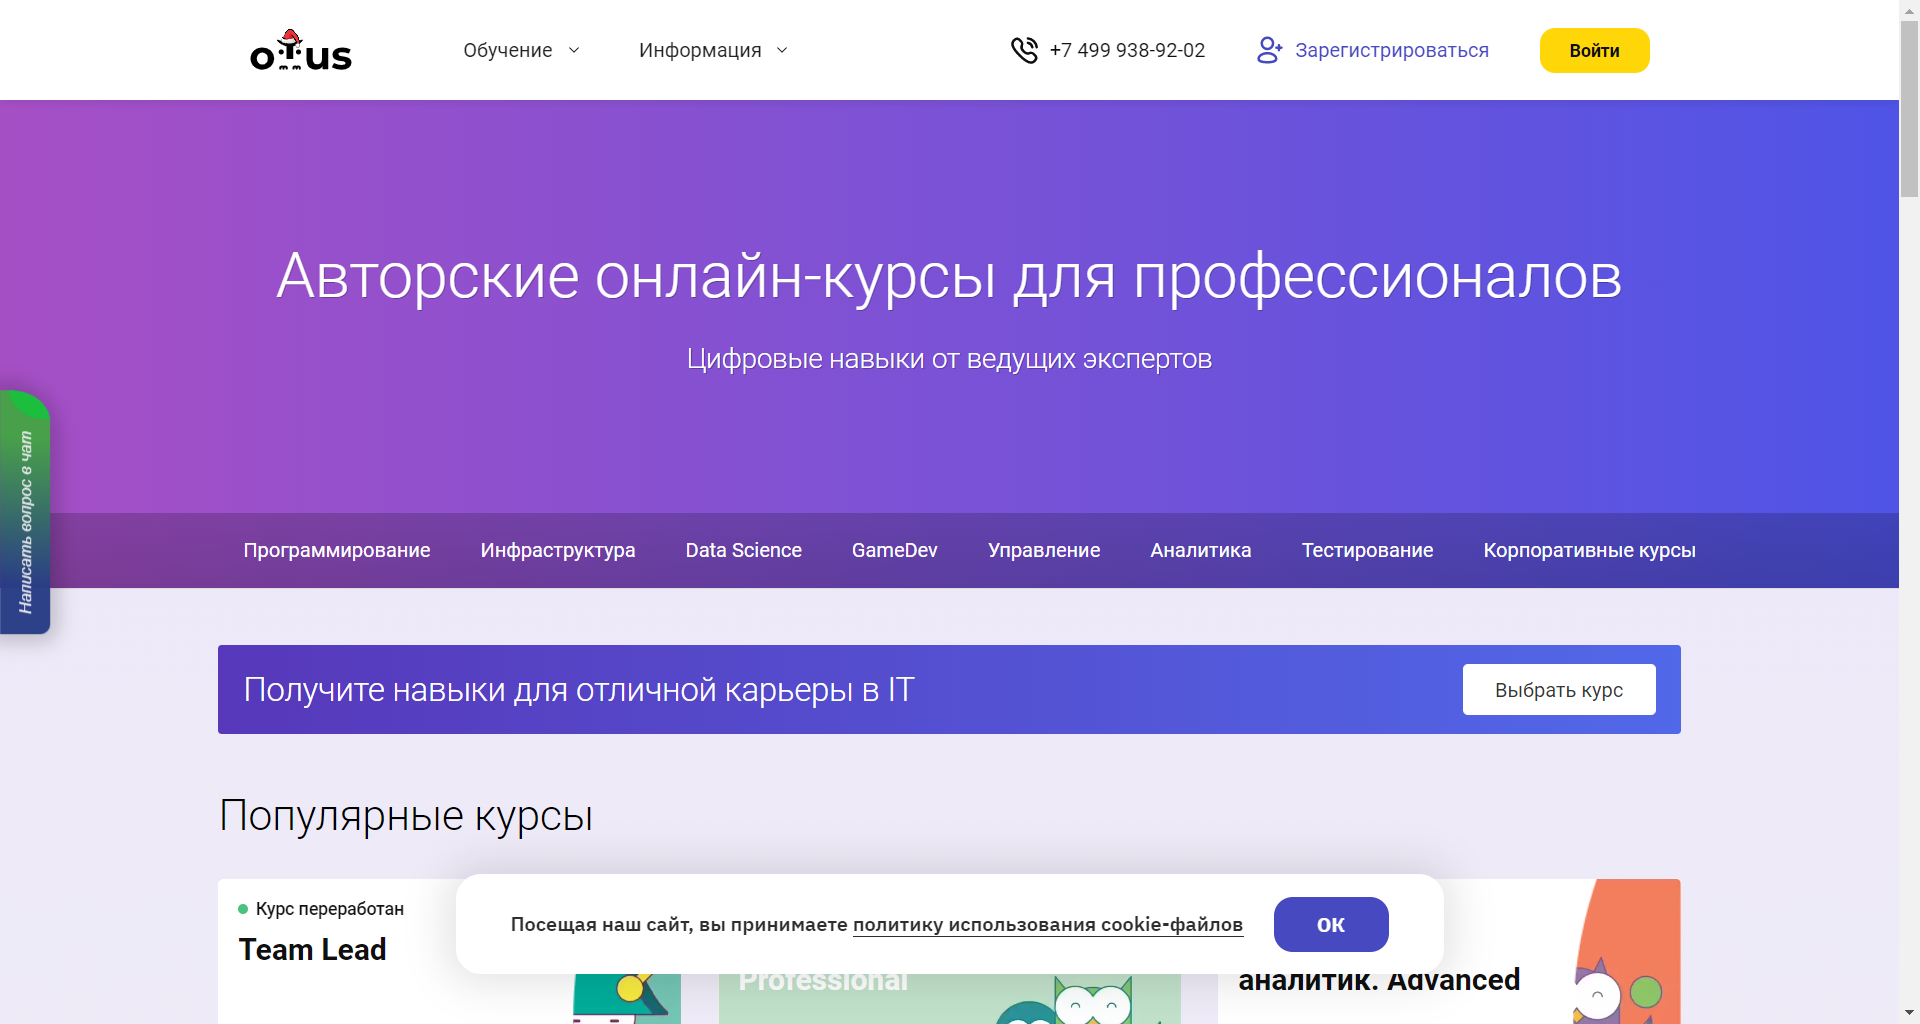 otus
Обучение
Информация
+7 499 938-92-02
Зарегистрироваться
Войти
Авторские онлайн-курсы для профессионалов
Цифровые навыки от ведущих экспертов
Написать вопрос в чат
Программирование
Инфраструктура
Data Science
GameDev
Управление
Аналитика
Тестирование
Корпоративные курсы
Получите навыки для отличной карьеры в IT
Выбрать курс
Популярные курсы
Курс переработан
Team Lead
Professional
аналитик. Advanced
Посещая наш сайт, вы принимаете политику использования cookie-файлов
ОК